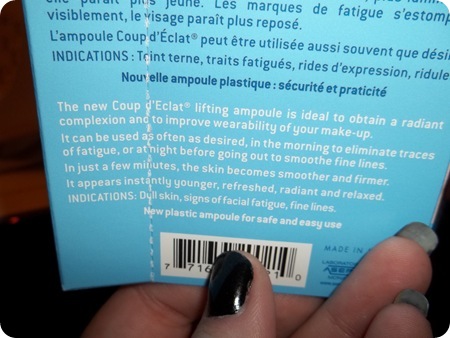 elle paraît plus jeune. Les marques de fatigue s'estomp
visiblement, le visage paraît plus reposé.
L'ampoule Coup d'Éclat® peut être utilisée aussi souvent que dési
INDICATIONS : Teint terne, traits fatigués, rides d'expression, ridule
Nouvelle ampoule plastique : sécurité et praticité
The new Coup d'Eclat® lifting ampoule is ideal to obtain a radiant
complexion and to improve wearability of your make-up.
It can be used as often as desired, in the morning to eliminate traces
of fatigue, or at night before going out to smoothe fine lines.
In just a few minutes, the skin becomes smoother and firmer.
It appears instantly younger, refreshed, radiant and relaxed.
INDICATIONS: Dull skin, signs of facial fatigue, fine lines.
New plastic ampoule for safe and easy use
MADE IN
LABORATO